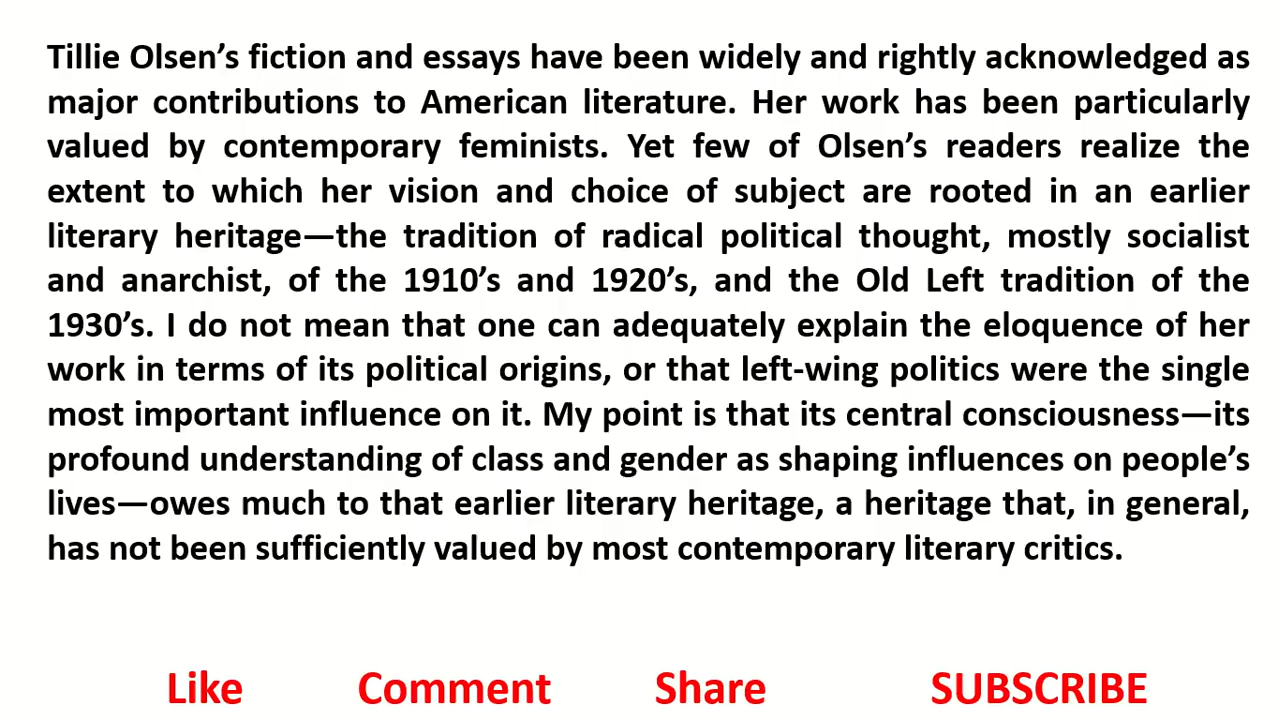 Tillie Olsen’s fiction and essays have been widely and rightly acknowledged as
major contributions to American literature. Her work has been particularly
valued by contemporary feminists. Yet few of Olsen’s readers realize the
extent to which her vision and choice of subject are rooted in an earlier
literary heritage—the tradition of radical political thought, mostly socialist
and anarchist, of the 1910’s and 1920’s, and the Old Left tradition of the
1930’s. I do not mean that one can adequately explain the eloquence of her
work in terms of its political origins, or that left-wing politics were the single
most important influence on it. My point is that its central consciousness—its
profound understanding of class and gender as shaping influences on people’s
lives—owes much to that earlier literary heritage, a heritage that, in general,
has not been sufficiently valued by most contemporary literary critics.
Like Comment Share SUBSCRIBE